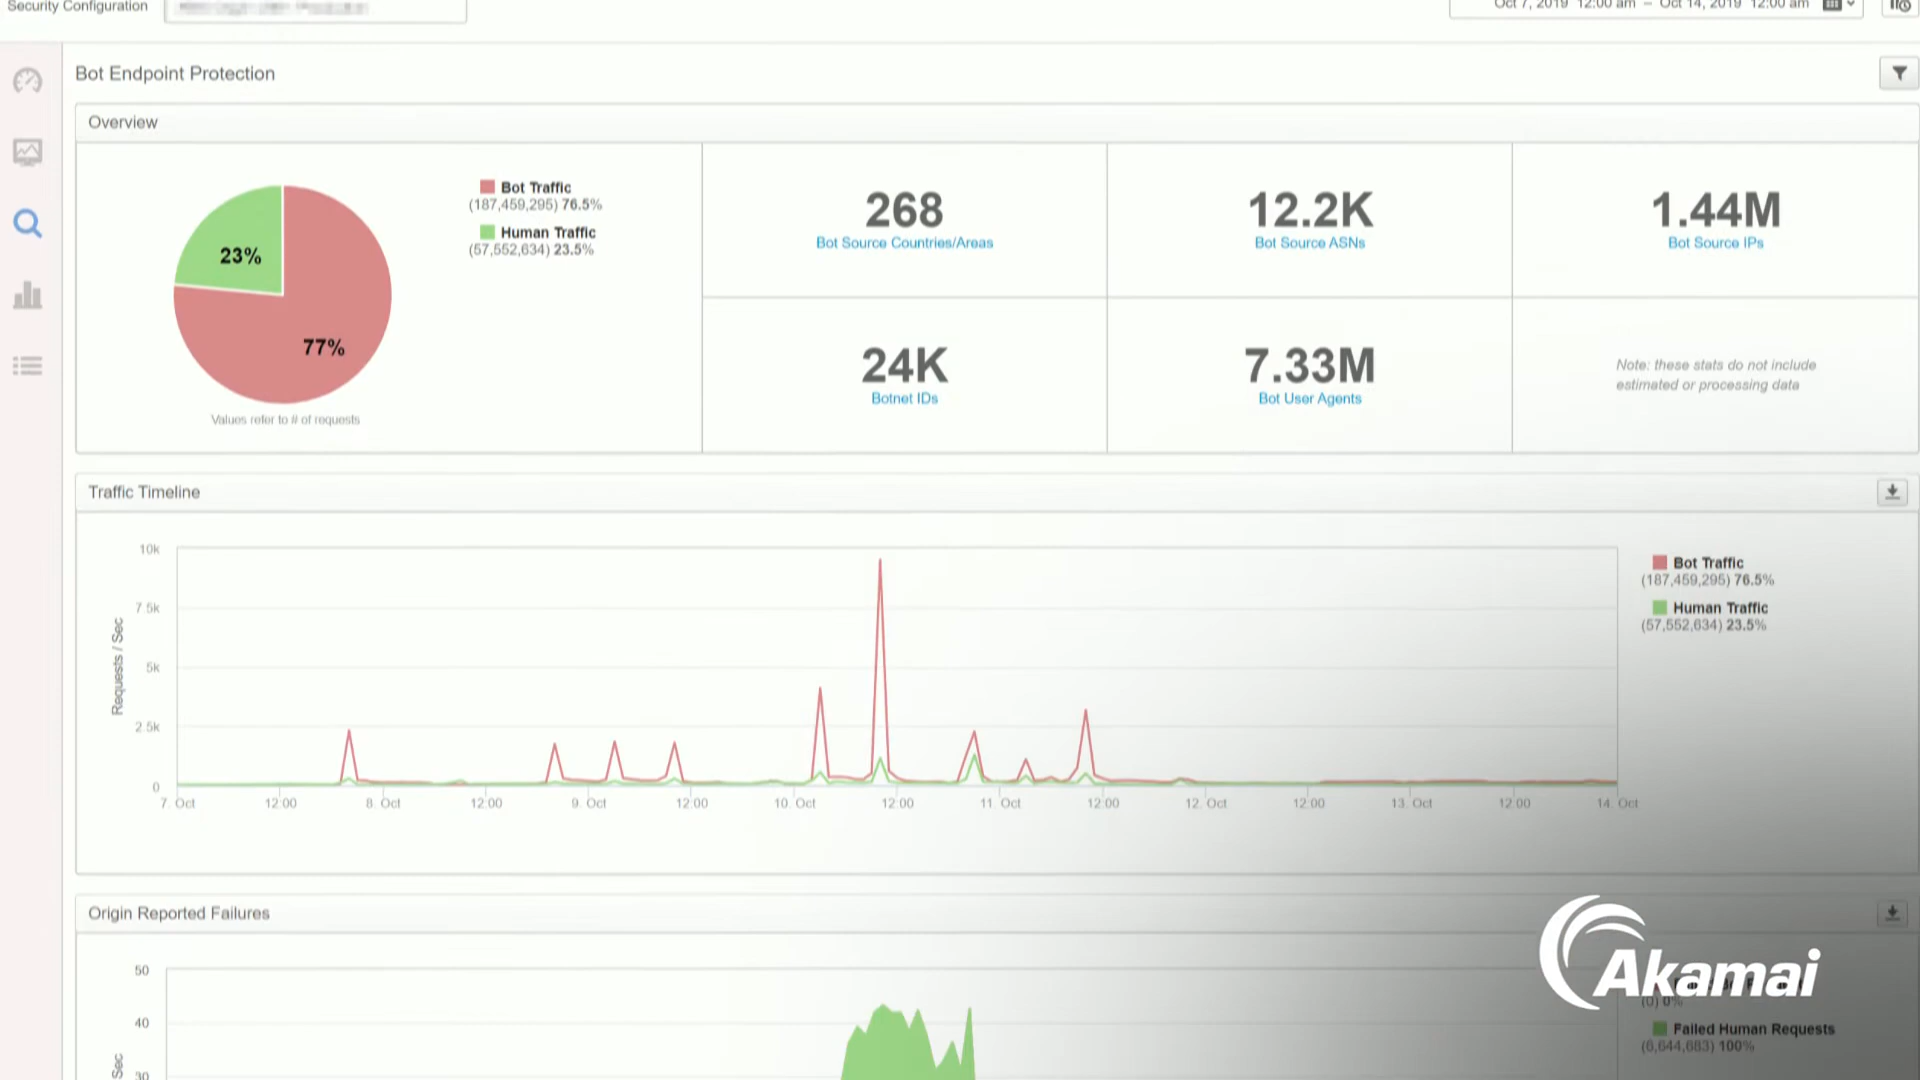 Security Configuration
Oct 7, 2019 12:00 am – Oct 14, 2019 12:00 am
Bot Endpoint Protection
Overview
23%
77%
Values refer to # of requests
Bot Traffic
(187,459,295) 76.5%
Human Traffic
(57,552,634) 23.5%
268
Bot Source Countries/Areas
12.2K
Bot Source ASNs
1.44M
Bot Source IPs
24K
Botnet IDs
7.33M
Bot User Agents
Note: these stats do not include
estimated or processing data
Traffic Timeline
Requests / Sec
10k
7.5k
5k
2.5k
0
7. Oct 12:00 8. Oct 12:00 9. Oct 12:00 10. Oct 12:00 11. Oct 12:00 12. Oct 12:00 13. Oct 12:00 14. Oct
Bot Traffic
(187,459,295) 76.5%
Human Traffic
(57,552,634) 23.5%
Origin Reported Failures
50
40
30
Sec
Akamai
(0) 0%
Failed Human Requests
(6,644,683) 100%